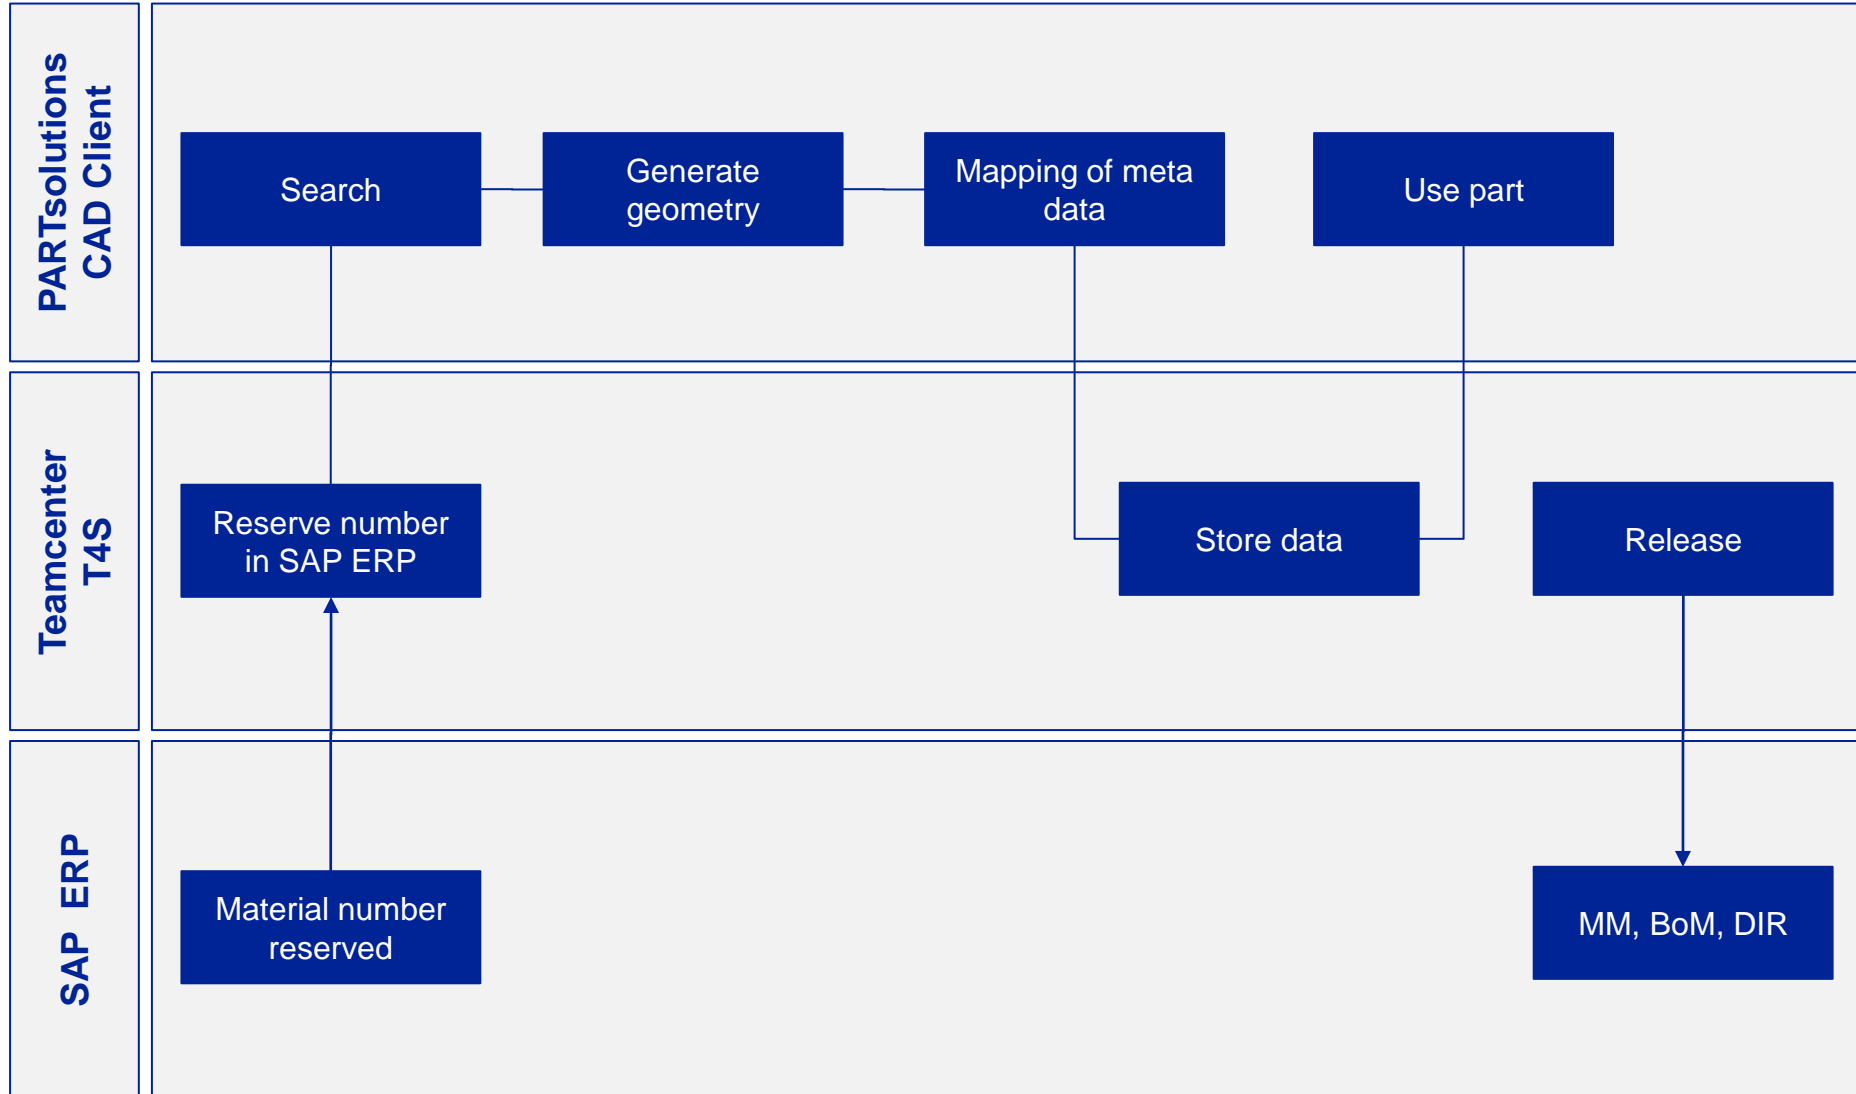 PARTsolutions
CAD Client
Search
Generate
geometry
Mapping of meta
data
Use part
Teamcenter
T4S
Reserve number
in SAP ERP
Store data
Release
SAP ERP
Material number
reserved
MM, BoM, DIR